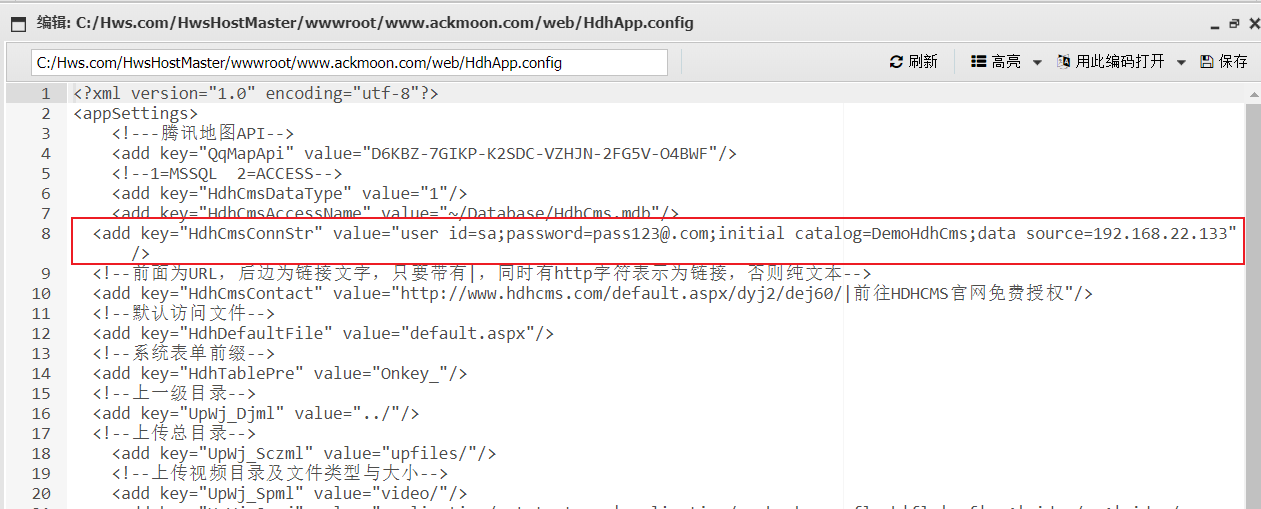 编辑: C:/Hws.com/HwsHostMaster/wwwroot/www.ackmoon.com/web/HdhApp.config
C:/Hws.com/HwsHostMaster/wwwroot/www.ackmoon.com/web/HdhApp.config 刷新 高亮 用此编码打开 保存
1 <?xml version="1.0" encoding="utf-8"?>
2 <appSettings>
3 <!---腾讯地图API-->
4 <add key="QqMapApi" value="D6KBZ-7GIKP-K2SDC-VZHJN-2FG5V-O4BWF"/>
5 <!--1=MSSQL  2=ACCESS-->
6 <add key="HdhCmsDataType" value="1"/>
7 <add key="HdhCmsAccessName" value="~/Database/HdhCms.mdb"/>
8 <add key="HdhCmsConnStr" value="user id=sa;password=pass123@.com;initial catalog=DemoHdhCms;data source=192.168.22.133"
/>
9 <!--前面为URL，后边为链接文字，只要带有|，同时有http字符表示为链接，否则纯文本-->
10 <add key="HdhCmsContact" value="http://www.hdhcms.com/default.aspx/dyj2/dej60/|前往HDHCMS官网免费授权"/>
11 <!--默认访问文件-->
12 <add key="HdhDefaultFile" value="default.aspx"/>
13 <!--系统表单前缀-->
14 <add key="HdhTablePre" value="Onkey_"/>
15 <!--上一级目录-->
16 <add key="UpWj_Djml" value="../"/>
17 <!--上传总目录-->
18 <add key="UpWj_Sczml" value="upfiles/"/>
19 <!--上传视频目录及文件类型与大小-->
20 <add key="UpWj_Spml" value="video/"/>